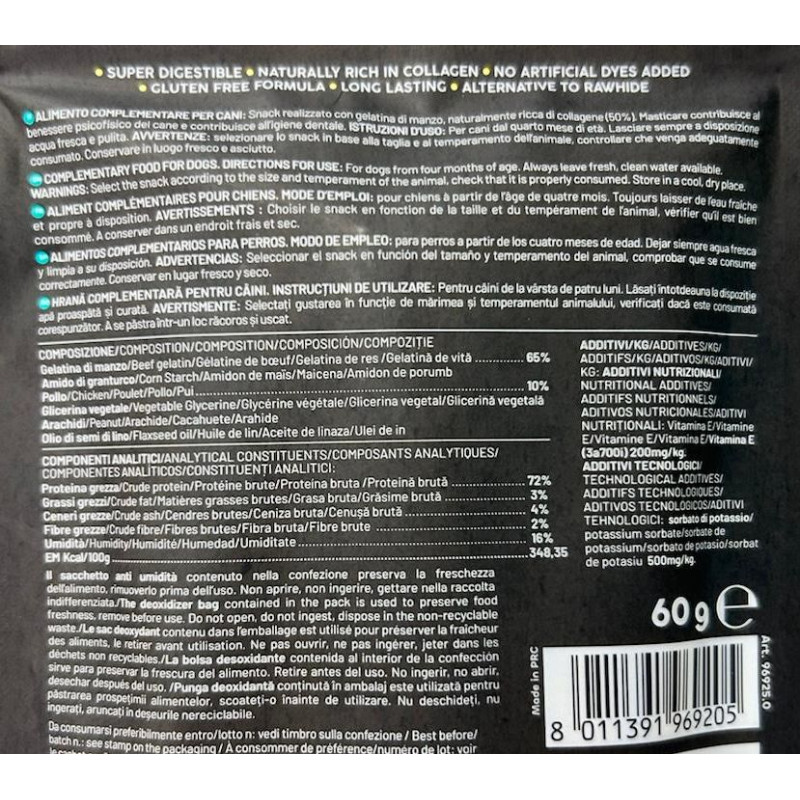 • SUPER DIGESTIBLE • NATURALLY RICH IN COLLAGEN • NO ARTIFICIAL DYES ADDED
• GLUTEN FREE FORMULA • LONG LASTING • ALTERNATIVE TO RAWHIDE
ALIMENTO COMPLEMENTARE PER CANI: Snack realizzato con gelatina di manzo, naturalmente ricca di collagene (50%). Masticare contribuisce al
benessere psicofisico del cane e contribuisce all'igiene dentale. ISTRUZIONI D'USO: Per cani dal quarto mese di età. Lasciare sempre a disposizione
acqua fresca e pulita. AVVERTENZE: selezionare lo snack in base alla taglia e al temperamento dell'animale, controllare che venga adeguatamente
consumato. Conservare in luogo fresco e asciutto.
COMPLEMENTARY FOOD FOR DOGS. DIRECTIONS FOR USE: For dogs from four months of age. Always leave fresh, clean water available.
WARNINGS: Select the snack according to the size and temperament of the animal, check that it is properly consumed. Store in a cool, dry place.
ALIMENT COMPLÉMENTAIRES POUR CHIENS. MODE D'EMPLOI: pour chiens à partir de l'âge de quatre mois. Toujours laisser de l'eau fraîche
et propre à disposition. AVERTISSEMENTS : Choisir le snack en fonction de la taille et du tempérament de l'animal, vérifier qu'il est bien
consommé. A conserver dans un endroit frais et sec.
ALIMENTOS COMPLEMENTARIOS PARA PERROS. MODO DE EMPLEO: para perros a partir de los cuatro meses de edad. Dejar siempre agua fresca
y limpia a su disposición. ADVERTENCIAS: Seleccionar el snack en función del tamaño y temperamento del animal, comprobar que se consume
correctamente. Conservar en lugar fresco y seco.
HRANĂ COMPLEMENTARĂ PENTRU CÂINI. INSTRUCȚIUNI DE UTILIZARE: Pentru câini de la vârsta de patru luni. Lăsați întotdeauna la dispoziție
apă proaspătă și curată. AVERTISMENTE: Selectați gustarea în funcție de mărimea și temperamentul animalului, verificați dacă este consumată
corespunzător. A se păstra într-un loc răcoros și uscat.
COMPOSIZIONE/COMPOSITION/COMPOSITION/COMPOSICIÓN/COMPOZIȚIE
Gelatina di manzo/Beef gelatin/Gélatine de bœuf/Gelatina de res /Gelatină de vită ............ 65%
Amido di granturco/Corn Starch/Amidon de maïs/Maicena/Amidon de porumb
Pollo/Chicken/Poulet/Pollo/Pui ............ 10%
Glicerina vegetale/Vegetable Glycerine/Glycérine végétale/Glicerina vegetal/Glicerină vegetală
Arachidi/Peanut/Arachide/Cacahuete/Arahide
Olio di semi di lino/Flaxseed oil/Huile de lin/Aceite de linaza/Ulei de in
COMPONENTI ANALITICI/ANALYTICAL CONSTITUENTS/COMPOSANTS ANALYTIQUES/
COMPONENTES ANALÍTICOS/CONSTITUENȚI ANALITICI:
Proteina grezza/Crude protein/Protéine brute/Proteina bruta /Proteină brută ............ 72%
Grassi grezzi/Crude fat/Matières grasses brutes/Grasa bruta/Grăsime brută ............ 3%
Ceneri grezze/Crude ash/Cendres brutes/Ceniza bruta/Cenușă brută ............ 4%
Fibre grezze/Crude fibre/Fibres brutes/Fibra bruta/Fibre brute ............ 2%
Umidità/Humidity/Humidité/Humedad/Umiditate ............ 16%
EM Kcal/100g ............ 348,35
ADDITIVI/KG/ADDITIVES/KG/
ADDITIFS/KG/ADITIVOS/KG/ADITIVI/
KG: ADDITIVI NUTRIZIONALI/
NUTRITIONAL ADDITIVES/
ADDITIFS NUTRITIONNELS/
ADITIVOS NUTRICIONALES/ADITIVI
NUTRIȚIONALI: Vitamina E/Vitamine
E/Vitamine E/Vitamina E/Vitamina E
(3a700i) 200mg/kg.
ADDITIVI TECNOLOGICI/
TECHNOLOGICAL ADDITIVES/
ADDITIFS TECHNOLOGIQUES/
ADITIVOS TECNOLOGICOS/ADITIVI
TEHNOLOGICI: sorbato di potassio/
potassium sorbate/sorbate de
potassium/sorbato de potasio/sorbat
de potasiu 500mg/kg.
Il sacchetto anti umidità contenuto nella confezione preserva la freschezza
dell'alimento, rimuoverlo prima dell'uso. Non aprire, non ingerire, gettare nella raccolta
indifferenziata./The deoxidizer bag contained in the pack is used to preserve food
freshness, remove before use. Do not open, do not ingest, dispose in the non-recyclable
waste./Le sac deoxydant contenu dans l'emballage est utilisé pour préserver la fraîcheur
des aliments, le retirer avant utilisation. Ne pas ouvrir, ne pas ingérer, jeter dans les
déchets non recyclables./La bolsa desoxidante contenida al interior de la confección
sirve para preservar la frescura del alimento. Retire antes del uso. No ingerir, no abrir,
desechar después del uso. /Punga deoxidantă conținută în ambalaj este utilizată pentru
păstrarea prospețimii alimentelor, scoateți-o înainte de utilizare. Nu deschideți, nu
ingerați, aruncați în deșeurile nereciclabile.
Da consumarsi preferibilmente entro/lotto n: vedi timbro sulla confezione / Best before/
batch n.: see stamp on the packaging / À consommer de préférence/numéro de lot: voir
60g e
Made in PRC
8 011391 969205
Art. 96925.0